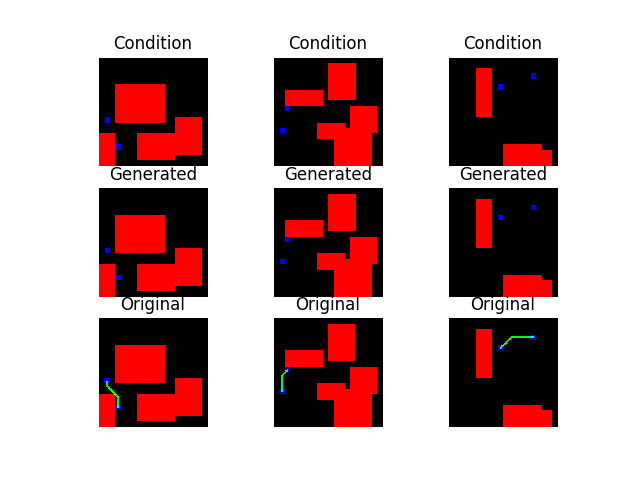 Condition Condition Condition
Generated Generated Generated
Original Original Original